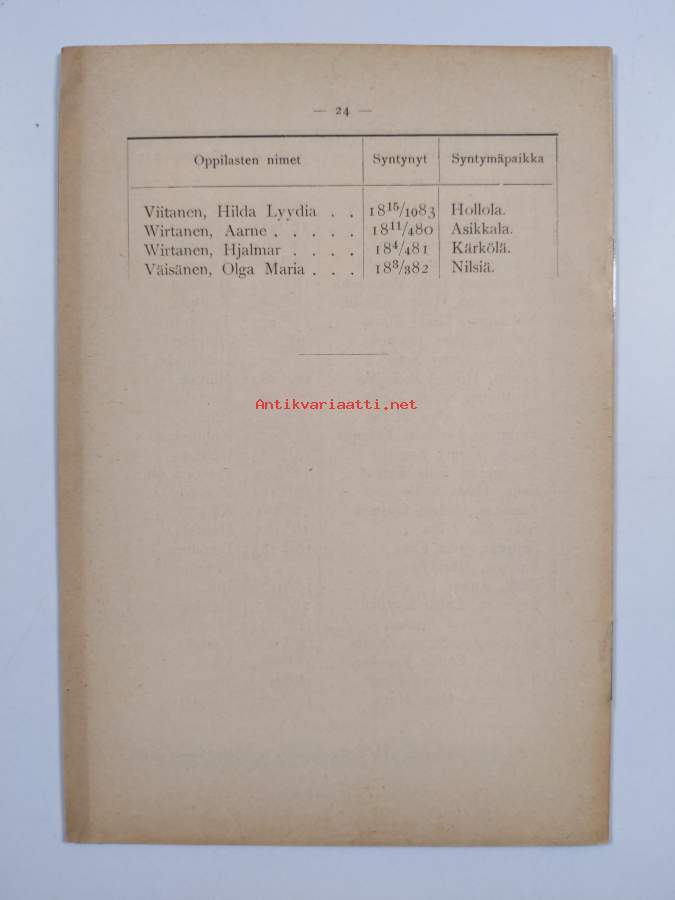 — 24 —
Oppilasten nimet Syntynyt Syntymäpaikka
Viitanen, Hilda Lyydia . . 18¹⁵/₁₀83 Hollola.
Wirtanen, Aarne . . . . . 18¹¹/₄80 Asikkala.
Wirtanen, Hjalmar . . . . 18⁴/₄81 Kärkölä.
Väisänen, Olga Maria . . . 18³/₃82 Nilsiä.
Antikvariaatti.net